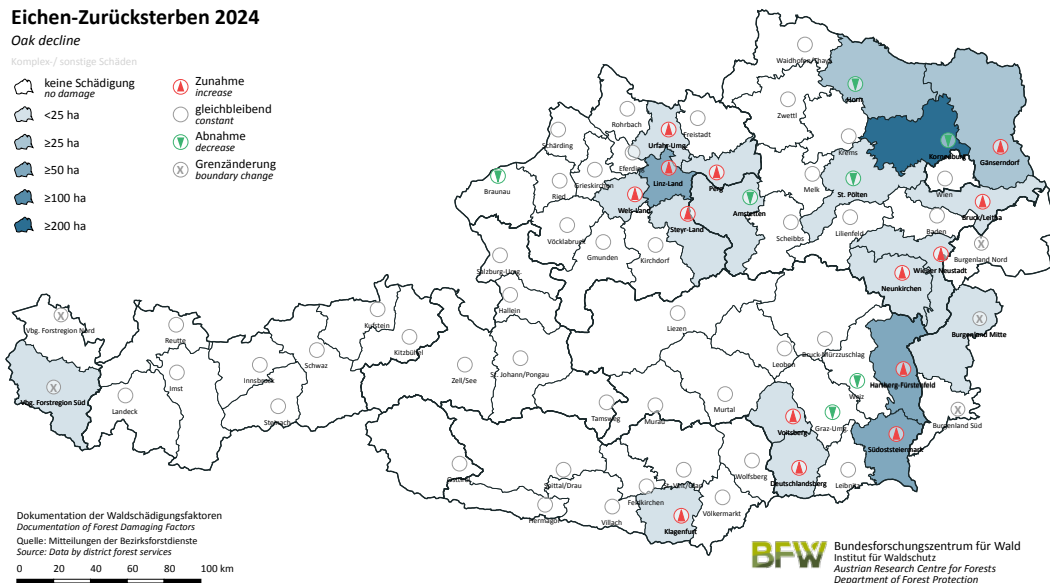 Eichen-Zurücksterben 2024
Oak decline
Komplex-/ sonstige Schäden
keine Schädigung
no damage
<25 ha
≥25 ha
≥50 ha
≥100 ha
≥200 ha
Zunahme
increase
gleichbleibend
constant
Abnahme
decrease
Grenzänderung
boundary change
Waidhofen/Thaya
Horn
Zwettl
Rohrbach
Freistadt
Schärding
Urfahr-Umg.
Krems
Korneuburg
Gänserndorf
Eferding
Grieskirchen
Linz-Land
Perg
Melk
St. Pölten
Wien
Braunau
Ried
Wels-Land
Amstetten
Bruck/Leitha
Steyr-Land
Scheibbs
Lilienfeld
Baden
Vöcklabruck
Gmunden
Kirchdorf
Burgenland Nord
Wiener Neustadt
Salzburg-Umg.
Neunkirchen
Hallein
Vbg. Forstregion Nord
Reutte
Kufstein
Liezen
Burgenland Mitte
Kitzbühel
Bruck-Mürzzuschlag
Schwaz
Leoben
Zell/See
St. Johann/Pongau
Innsbruck
Imst
Hartberg-Fürstenfeld
Vbg. Forstregion Süd
Weiz
Landeck
Steinach
Tamsweg
Murau
Murtal
Voitsberg
Graz-Umg.
Burgenland Süd
Südoststeiermark
Osttirol
Spittal/Drau
St. Veit/Glan
Wolfsberg
Deutschlandsberg
Leibnitz
Hermagor
Feldkirchen
Villach
Völkermarkt
Klagenfurt
Dokumentation der Waldschädigungsfaktoren
Documentation of Forest Damaging Factors
Quelle: Mitteilungen der Bezirksforstdienste
Source: Data by district forest services
0 20 40 60 80 100 km
BFW
Bundesforschungszentrum für Wald
Institut für Waldschutz
Austrian Research Centre for Forests
Department of Forest Protection